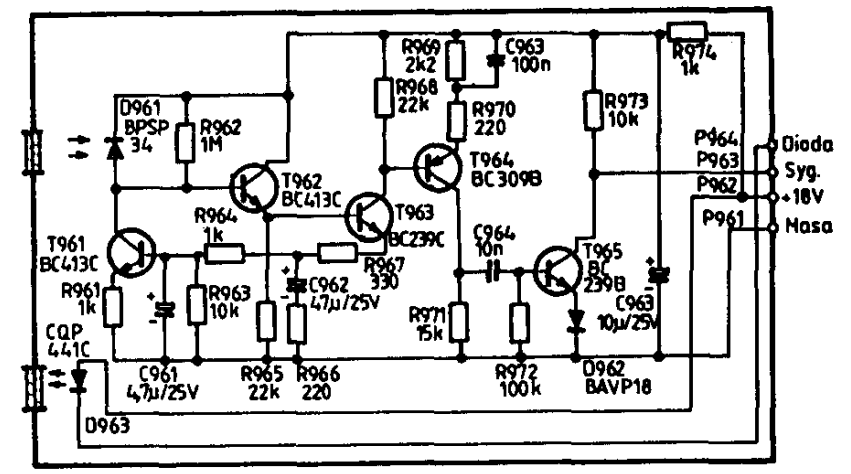 R969
2k2
C963
100n
R974
1k
R968
22k
D961
BPSP
34
R962
1M
R970
220
R973
10k
P964
Dioda
P963
Syg.
P962
+18V
P961
Masa
T962
BC413C
T964
BC309B
T963
BC239C
R964
1k
T961
BC413C
C964
10n
T965
BC
239B
R967
330
R961
1k
R963
10k
C962
47µ/25V
C963
10µ/25V
R971
15k
CQP
441C
C961
4,7µ/25V
R965
22k
R966
220
R972
100k
D962
BAVP18
D963
+
-
+
-
+
-